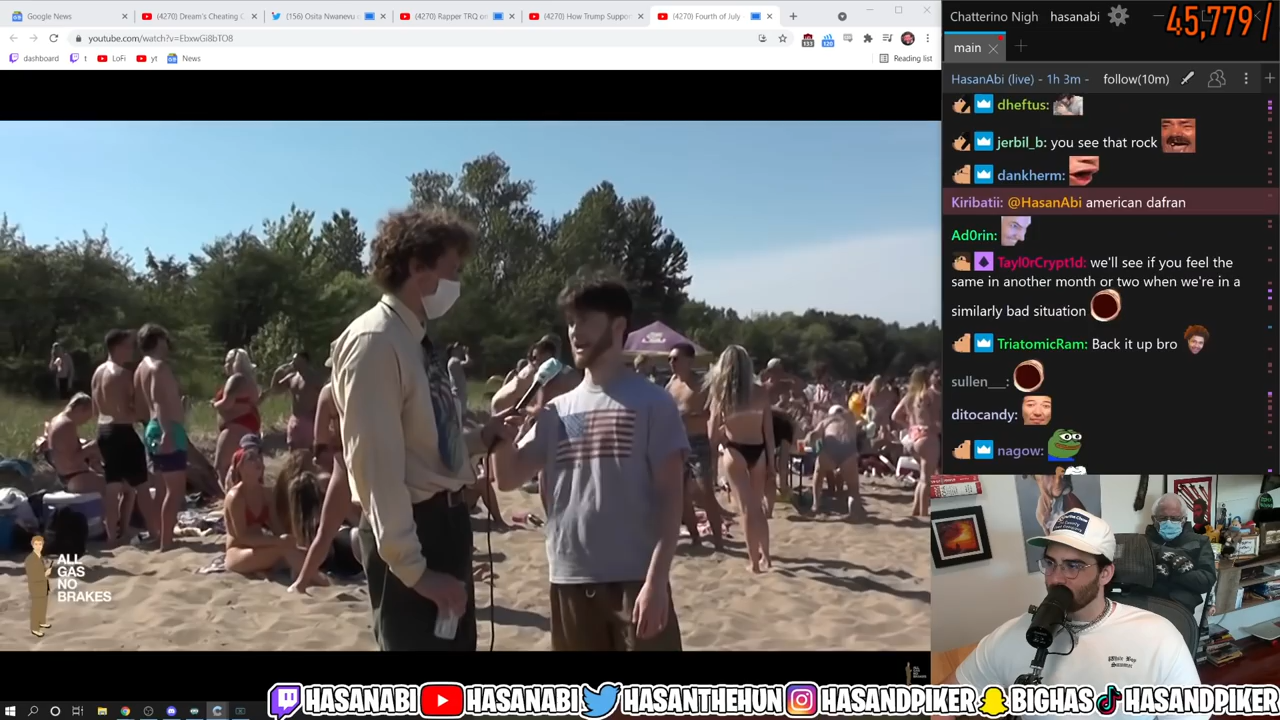 Google News
(4270) Dream's Cheating C
(156) Osita Nwanevu
(4270) Rapper TRQ on
(4270) How Trump Suppor
(4270) Fourth of July
youtube.com/watch?v=EbxwGi8bTO8
dashboard
t
LoFi
yt
News
Reading list
Chatterino Nigh
hasanabi
45,779 /
main
HasanAbi (live) - 1h 3m -
follow(10m)
dheftus:
jerbil_b: you see that rock
dankherm:
Kiribatii: @HasanAbi american dafran
Ad0rin:
Tayl0rCrypt1d: we'll see if you feel the
same in another month or two when we're in a
similarly bad situation
TriatomicRam: Back it up bro
sullen___:
ditocandy:
nagow:
ALL
GAS
NO
BRAKES
HASANABI HASANABI HASANTHEHUN HASANDPIKER BIGHAS HASANDPIKER